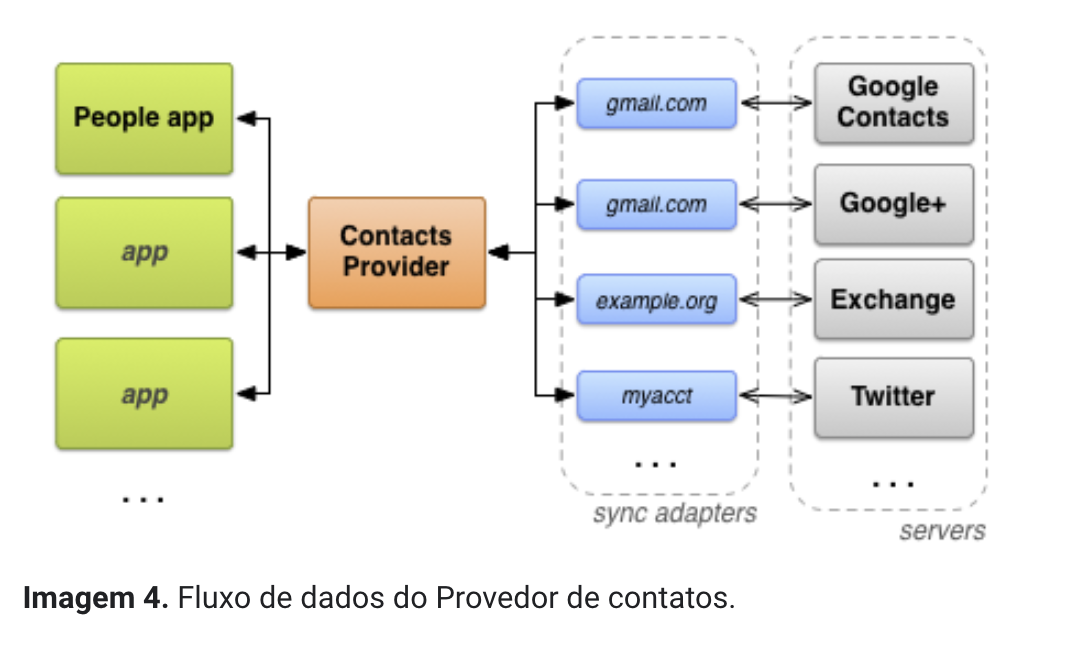 People app
app
app
...
Contacts
Provider
gmail.com
gmail.com
example.org
myacct
...
sync adapters
Google
Contacts
Google+
Exchange
Twitter
...
servers
Imagem 4. Fluxo de dados do Provedor de contatos.